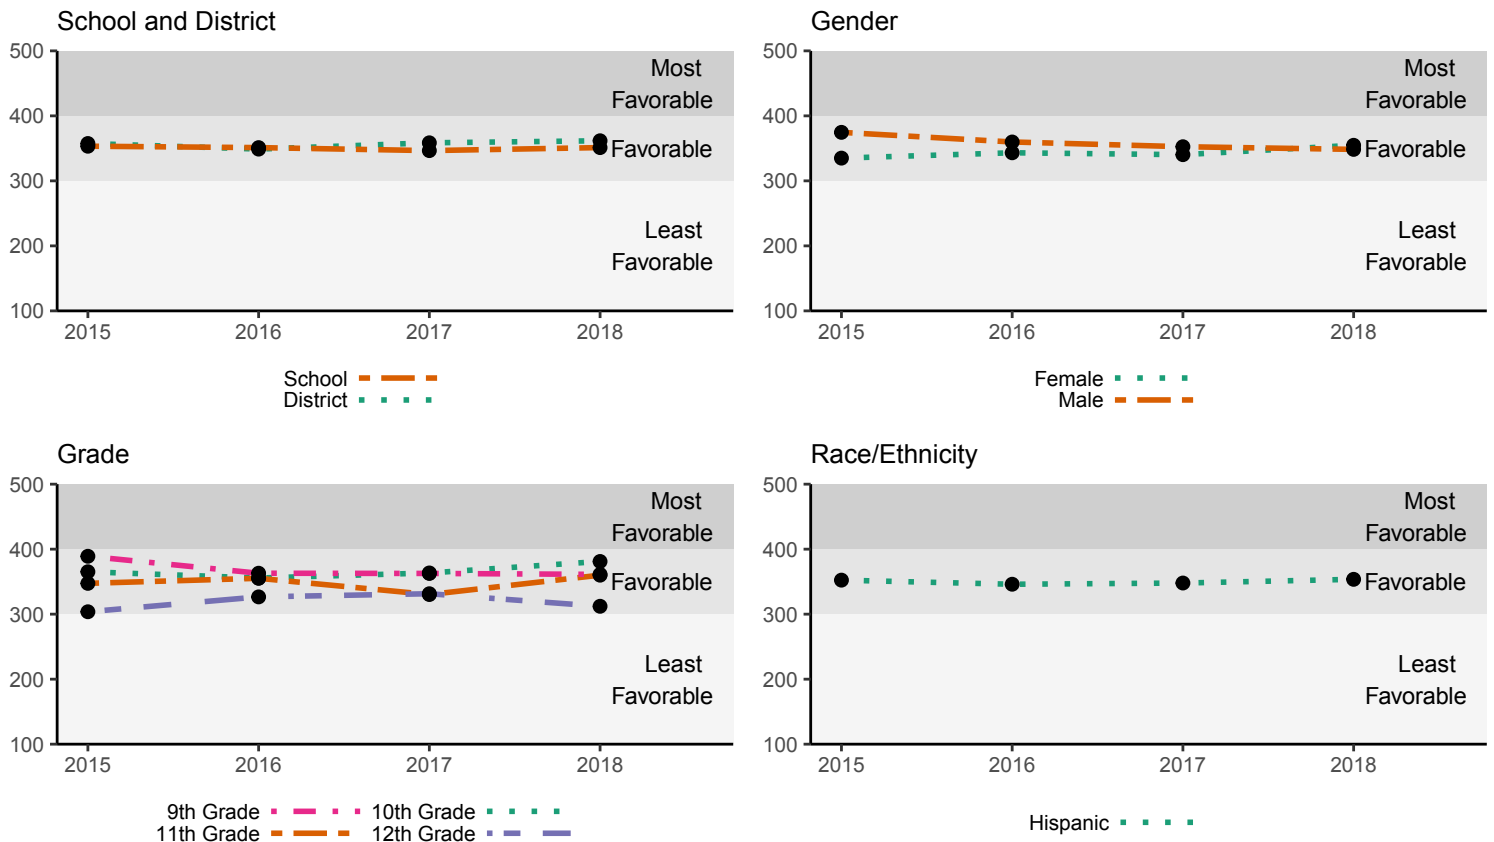 School and District
500
400
300
200
100
Most
Favorable
Favorable
Least
Favorable
2015 2016 2017 2018
School
District
Gender
500
400
300
200
100
Most
Favorable
Favorable
Least
Favorable
2015 2016 2017 2018
Female
Male
Grade
500
400
300
200
100
Most
Favorable
Favorable
Least
Favorable
2015 2016 2017 2018
9th Grade 10th Grade
11th Grade 12th Grade
Race/Ethnicity
500
400
300
200
100
Most
Favorable
Favorable
Least
Favorable
2015 2016 2017 2018
Hispanic